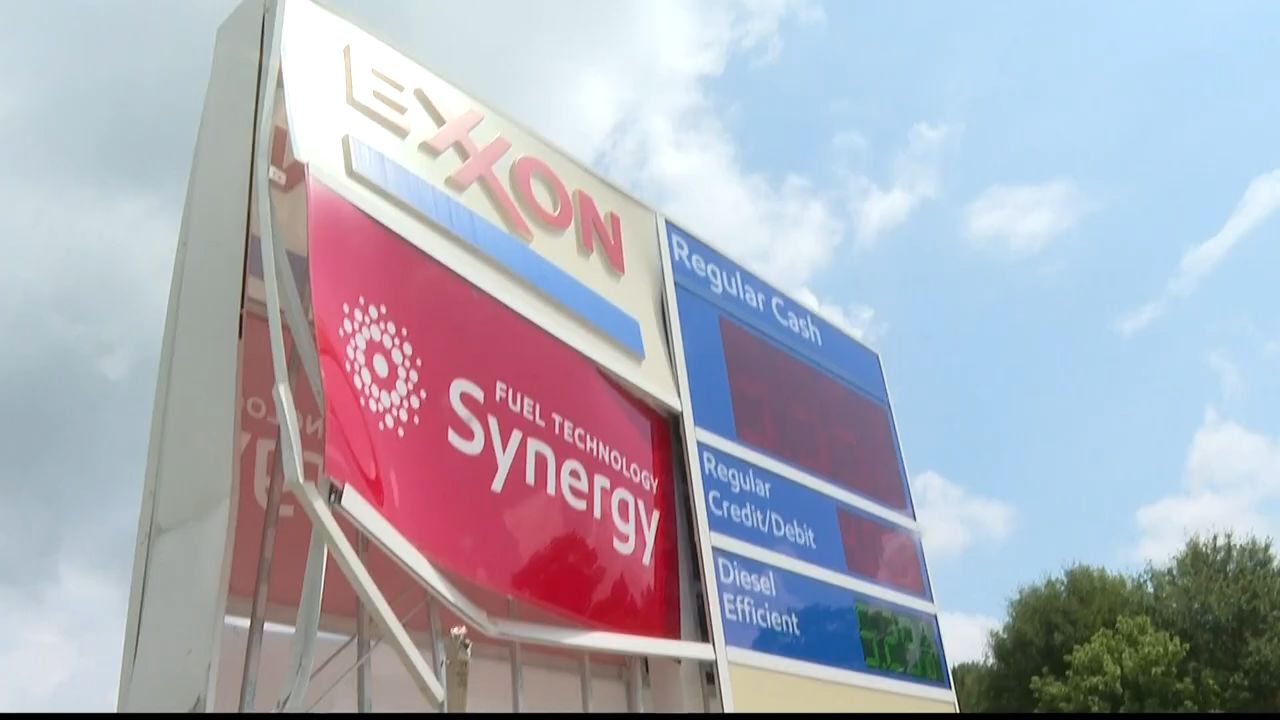 EXXON
FUEL TECHNOLOGY
Synergy
Regular Cash
Regular
Credit/Debit
Diesel
Efficient